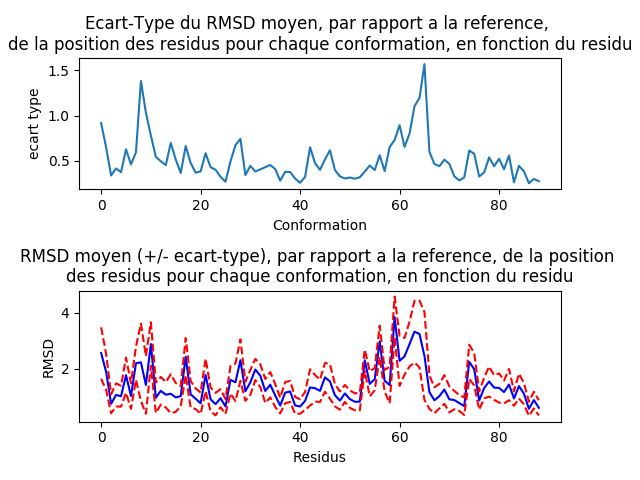 Ecart-Type du RMSD moyen, par rapport a la reference,
de la position des residus pour chaque conformation, en fonction du residu
1.5
1.0
0.5
ecart type
0
20
40
60
80
Conformation
RMSD moyen (+/- ecart-type), par rapport a la reference, de la position
des residus pour chaque conformation, en fonction du residu
4
2
RMSD
0
20
40
60
80
Residus